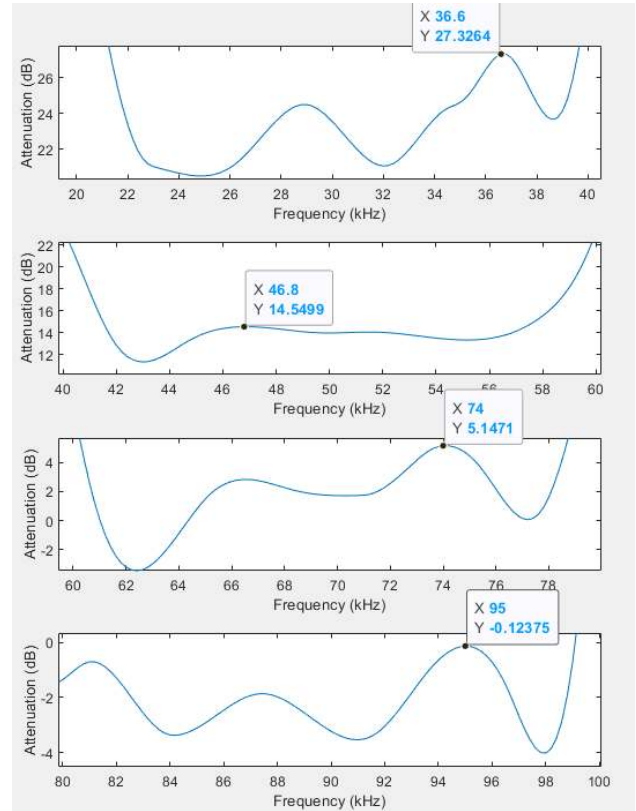 X 36.6
Y 27.3264
26
24
22
Attenuation (dB)
20 22 24 26 28 30 32 34 36 38 40
Frequency (kHz)
22
20
18
16
14
12
Attenuation (dB)
X 46.8
Y 14.5499
40 42 44 46 48 50 52 54 56 58 60
Frequency (kHz)
X 74
Y 5.1471
4
2
0
-2
Attenuation (dB)
60 62 64 66 68 70 72 74 76 78
Frequency (kHz)
X 95
Y -0.12375
0
-2
-4
Attenuation (dB)
80 82 84 86 88 90 92 94 96 98 100
Frequency (kHz)